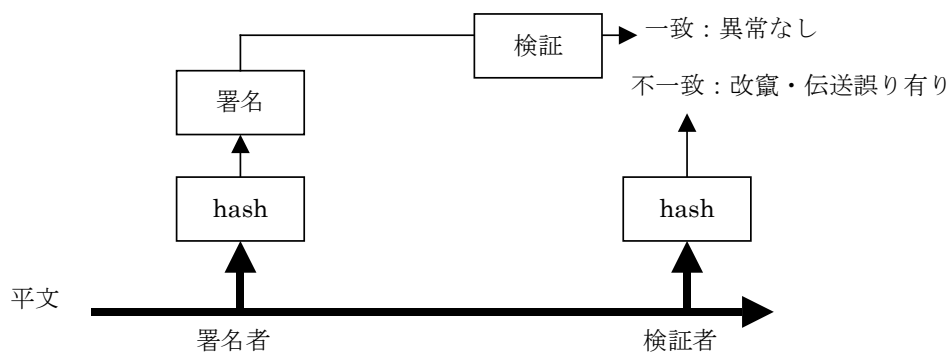 検証
一致：異常なし
不一致：改竄・伝送誤り有り
署名
hash
hash
平文
署名者
検証者